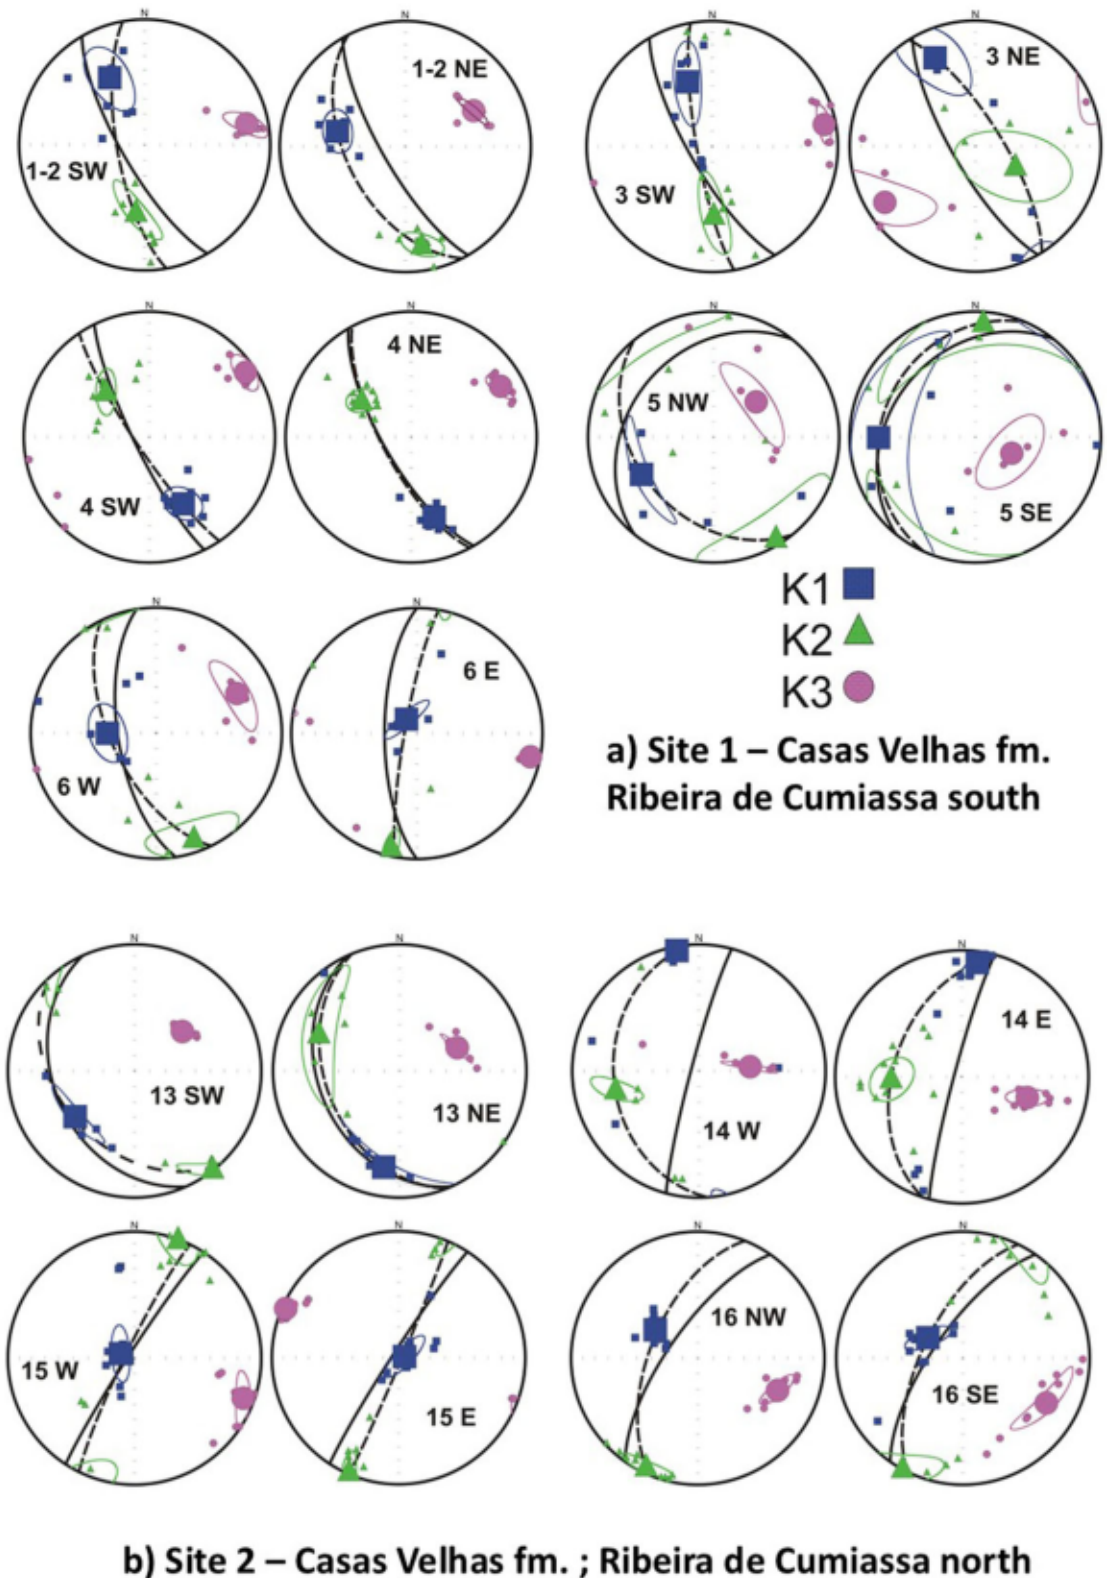 N
N
N
N
1-2 SW
1-2 NE
3 SW
3 NE
N
N
N
N
4 SW
4 NE
5 NW
5 SE
K1
K2
K3
N
N
6 W
6 E
a) Site 1 – Casas Velhas fm.
Ribeira de Cumiassa south
N
N
N
N
13 SW
13 NE
14 W
14 E
N
N
N
N
15 W
15 E
16 NW
16 SE
b) Site 2 – Casas Velhas fm. ; Ribeira de Cumiassa north